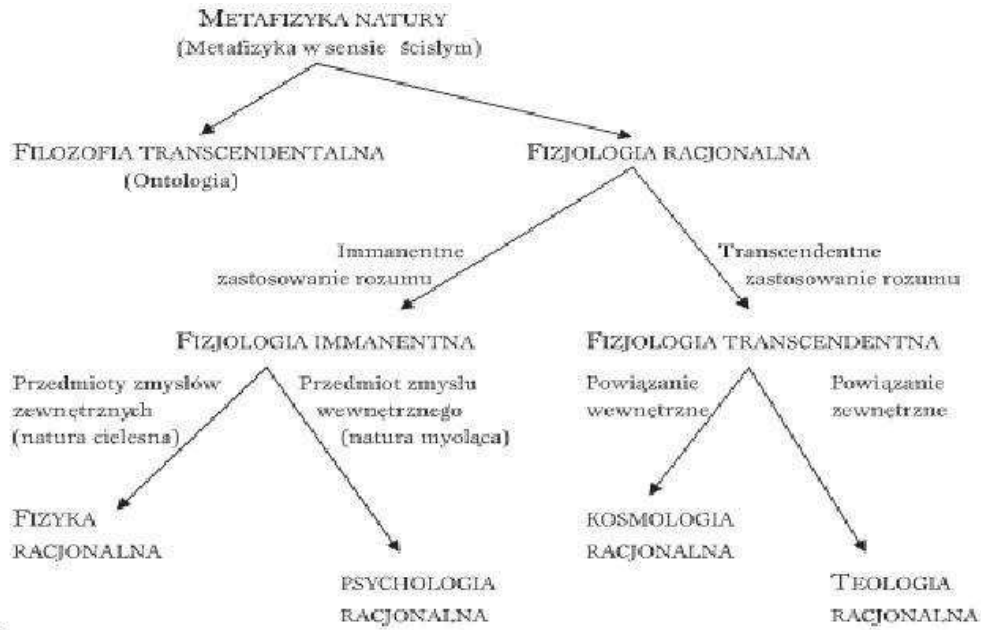 METAFIZYKA NATURY
(Metafizyka w sensie ścisłym)
FILOZOFIA TRANSCENDENTALNA
(Ontologia)
FIZJOLOGIA RACJONALNA
Immanentne
zastosowanie rozumu
Transcendentne
zastosowanie rozumu
FIZJOLOGIA IMMANENTNA
FIZJOLOGIA TRANSCENDENTNA
Przedmioty zmysłów
zewnętrznych
(natura cielesna)
Przedmiot zmysłu
wewnętrznego
(natura myoląca)
Powiązanie
wewnętrzne
Powiązanie
zewnętrzne
FIZYKA
RACJONALNA
PSYCHOLOGIA
RACJONALNA
KOSMOLOGIA
RACJONALNA
TEOLOGIA
RACJONALNA